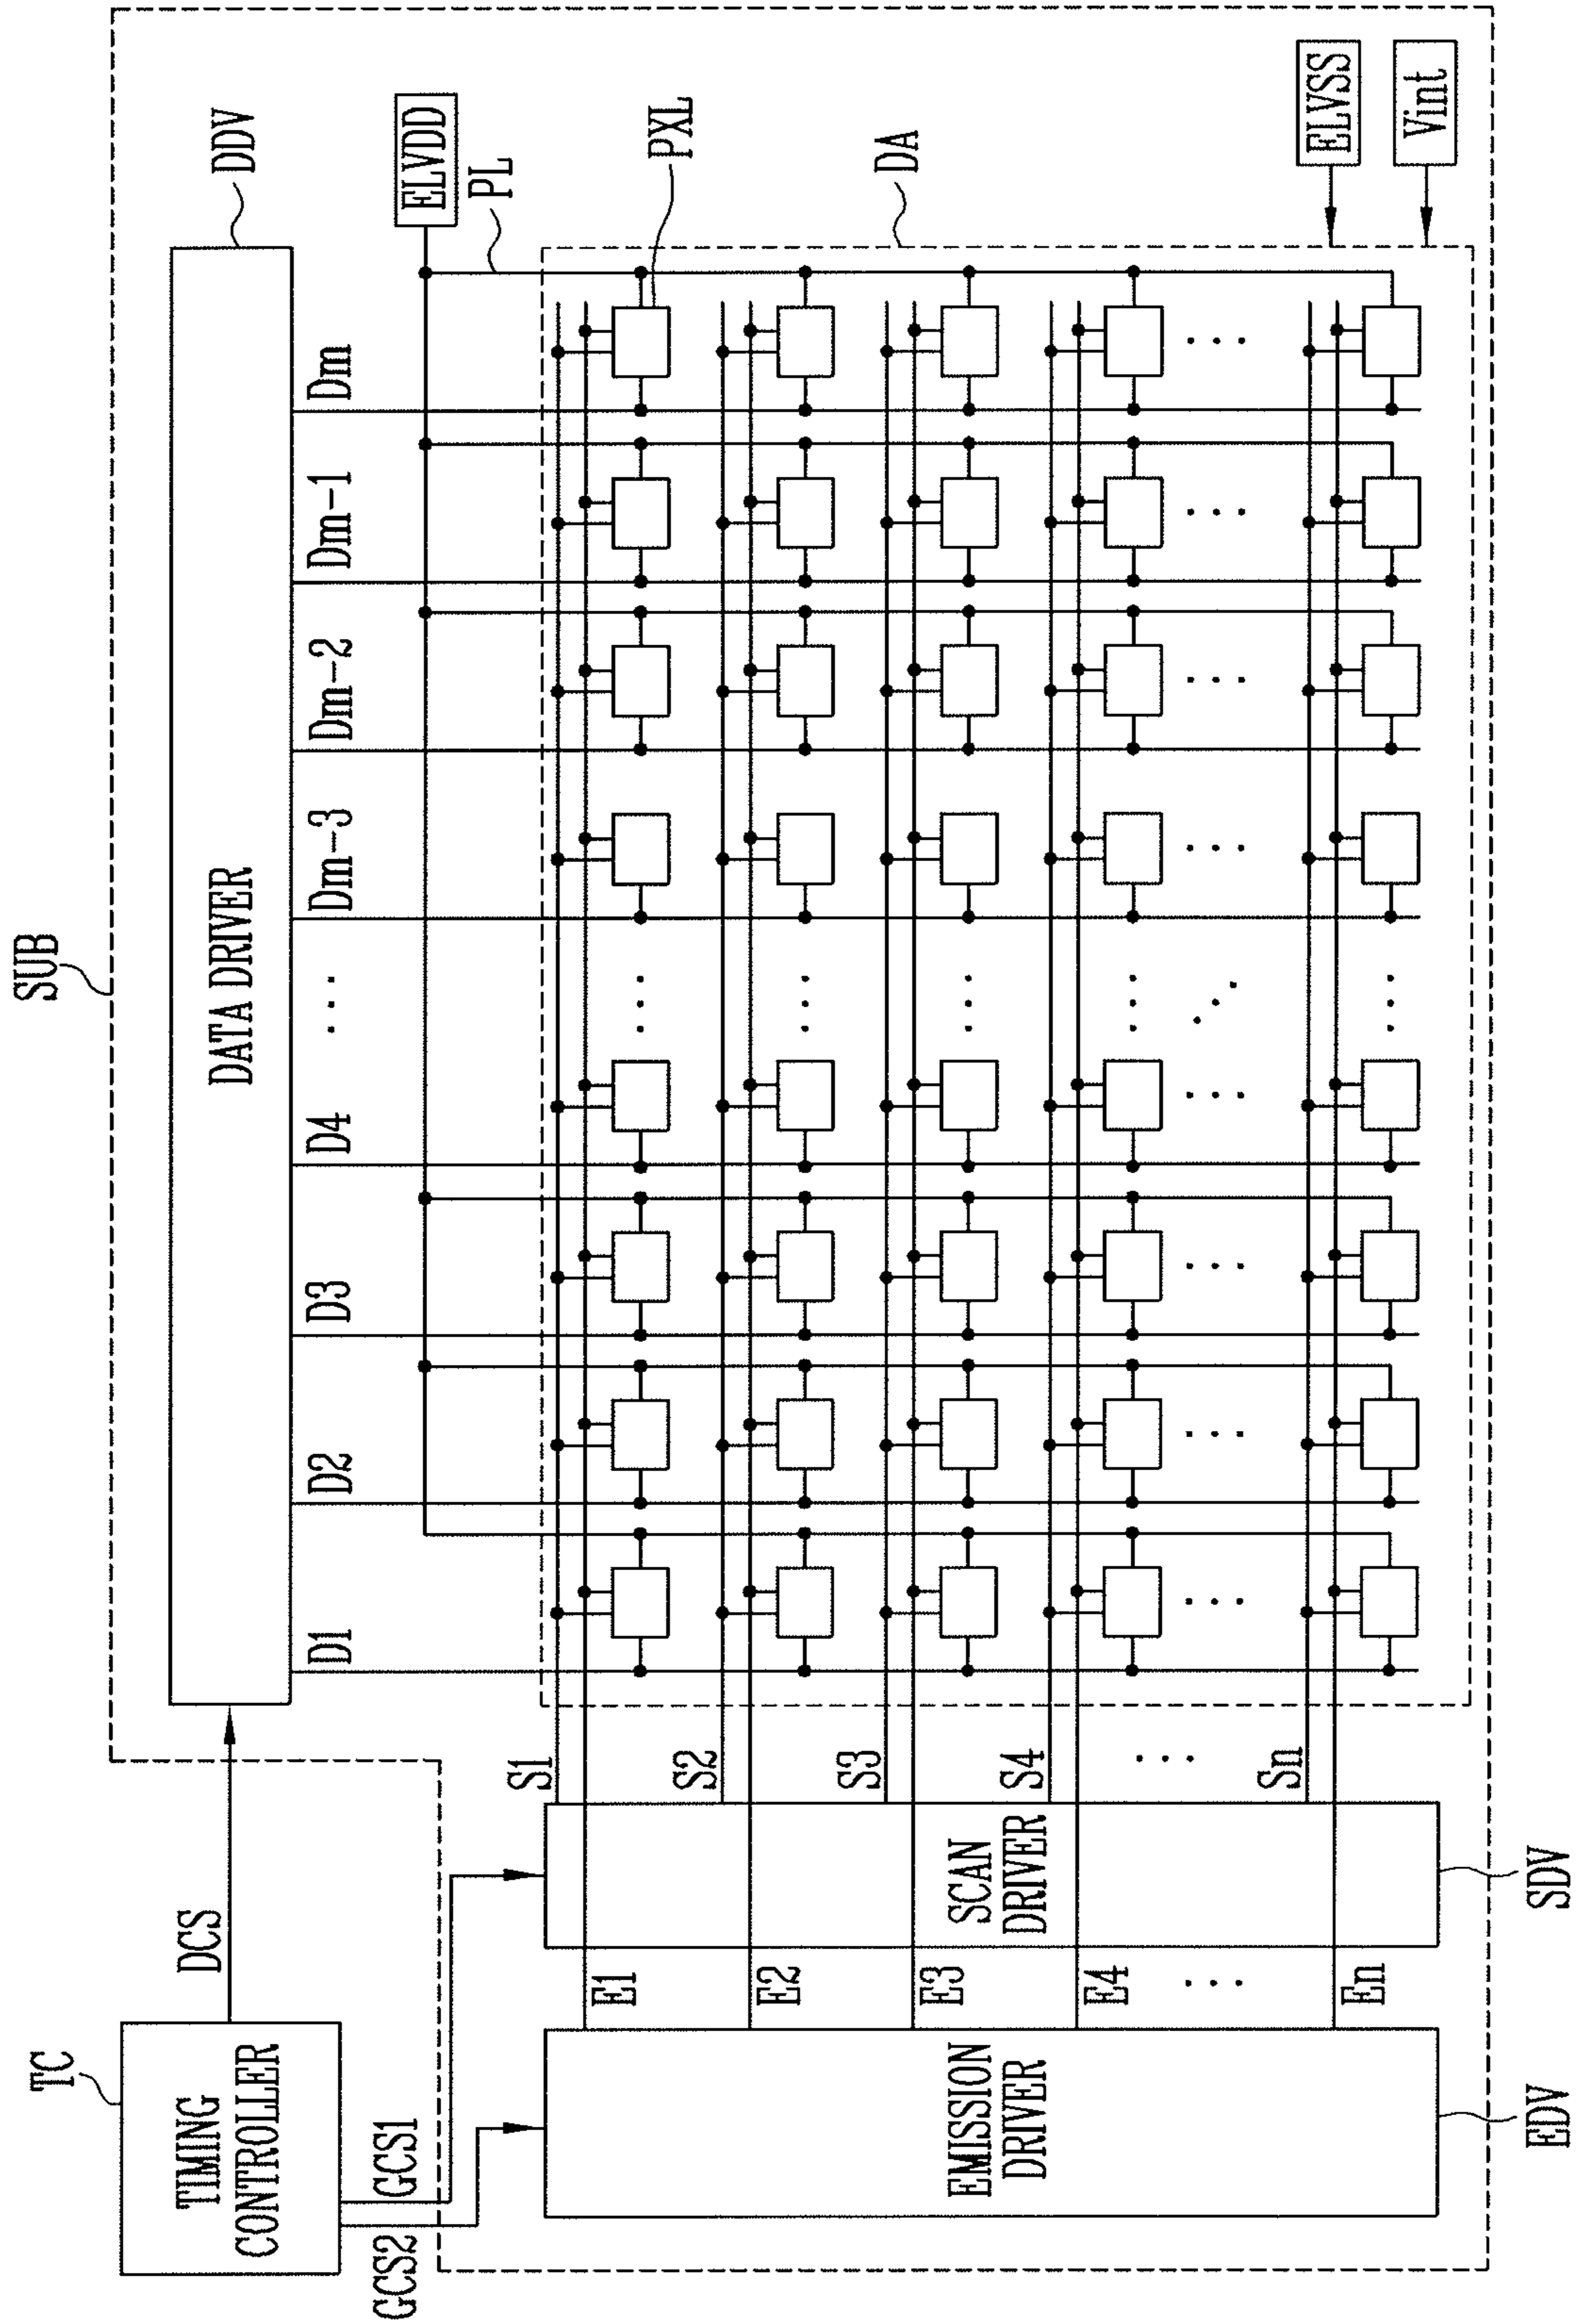 SUB
DATA DRIVER
DDV
TC
TIMING
CONTROLLER
DCS
GCS1
GCS2
D1
D2
D3
D4
...
Dm-3
Dm-2
Dm-1
Dm
ELVDD
PL
PXL
DA
ELVSS
Vint
S1
S2
S3
S4
...
Sn
SCAN
DRIVER
SDV
E1
E2
E3
E4
...
En
EMISSION
DRIVER
EDV